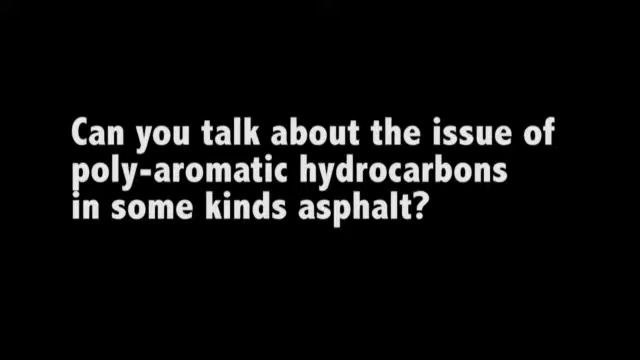 Can you talk about the issue of
poly-aromatic hydrocarbons
in some kinds asphalt?